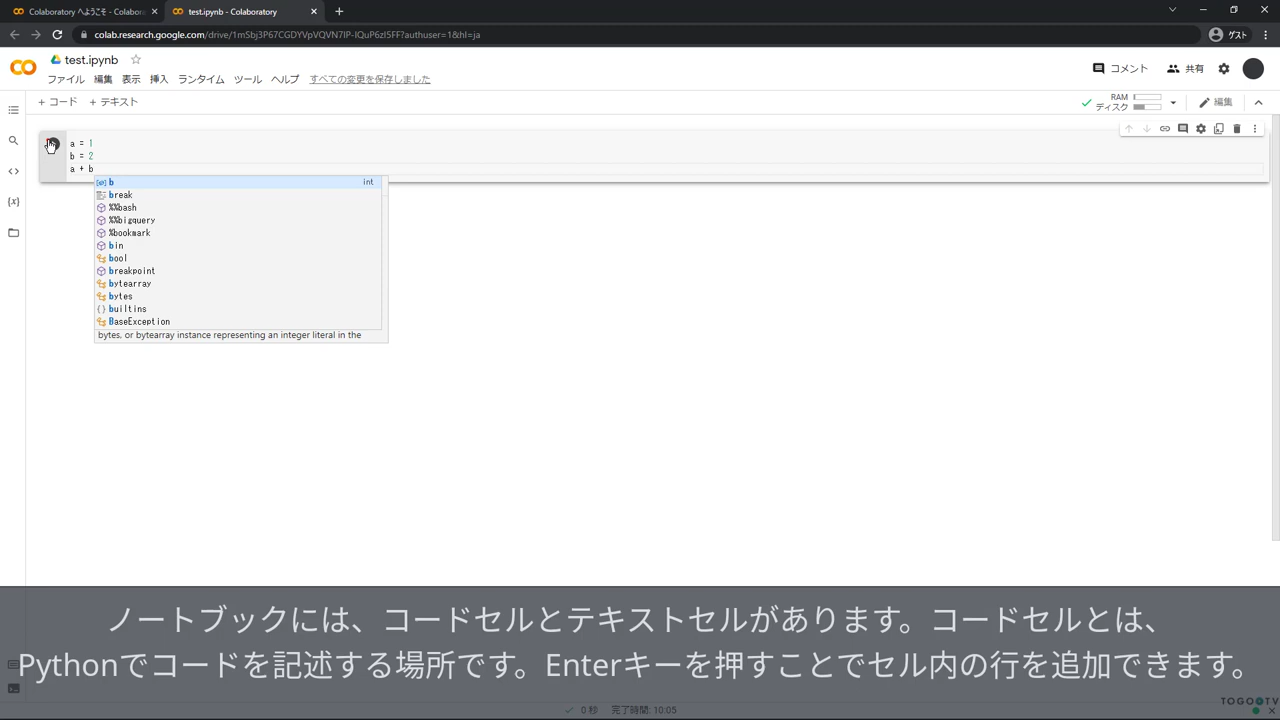 Colaboratory へようこそ - Colabor
test.ipynb - Colaboratory
colab.research.google.com/drive/1mSbj3P67CGDYVpVQVN7IP-IQuP6zI5FF?authuser=1&hl=ja
ゲスト
test.ipynb
ファイル 編集 表示 挿入 ランタイム ツール ヘルプ すべての変更を保存しました
コメント 共有
+ コード + テキスト
RAM
ディスク
編集
a = 1
b = 2
a + b
b int
break
%%bash
%%bigquery
%bookmark
bin
bool
breakpoint
bytearray
bytes
builtins
BaseException
bytes, or bytearray instance representing an integer literal in the
ノートブックには、コードセルとテキストセルがあります。コードセルとは、
Pythonでコードを記述する場所です。Enterキーを押すことでセル内の行を追加できます。
TOGOTV
0 秒 完了時間: 10:05